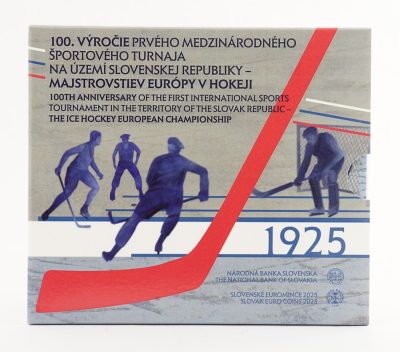 100. VÝROČIE PRVÉHO MEDZINÁRODNÉHO
ŠPORTOVÉHO TURNAJA
NA ÚZEMÍ SLOVENSKEJ REPUBLIKY –
MAJSTROVSTIEV EURÓPY V HOKEJI
100TH ANNIVERSARY OF THE FIRST INTERNATIONAL SPORTS
TOURNAMENT IN THE TERRITORY OF THE SLOVAK REPUBLIC –
THE ICE HOCKEY EUROPEAN CHAMPIONSHIP
1925
NÁRODNÁ BANKA SLOVENSKA
THE NATIONAL BANK OF SLOVAKIA
SLOVENSKÉ EUROMINCE 2025
SLOVAK EURO COINS 2025